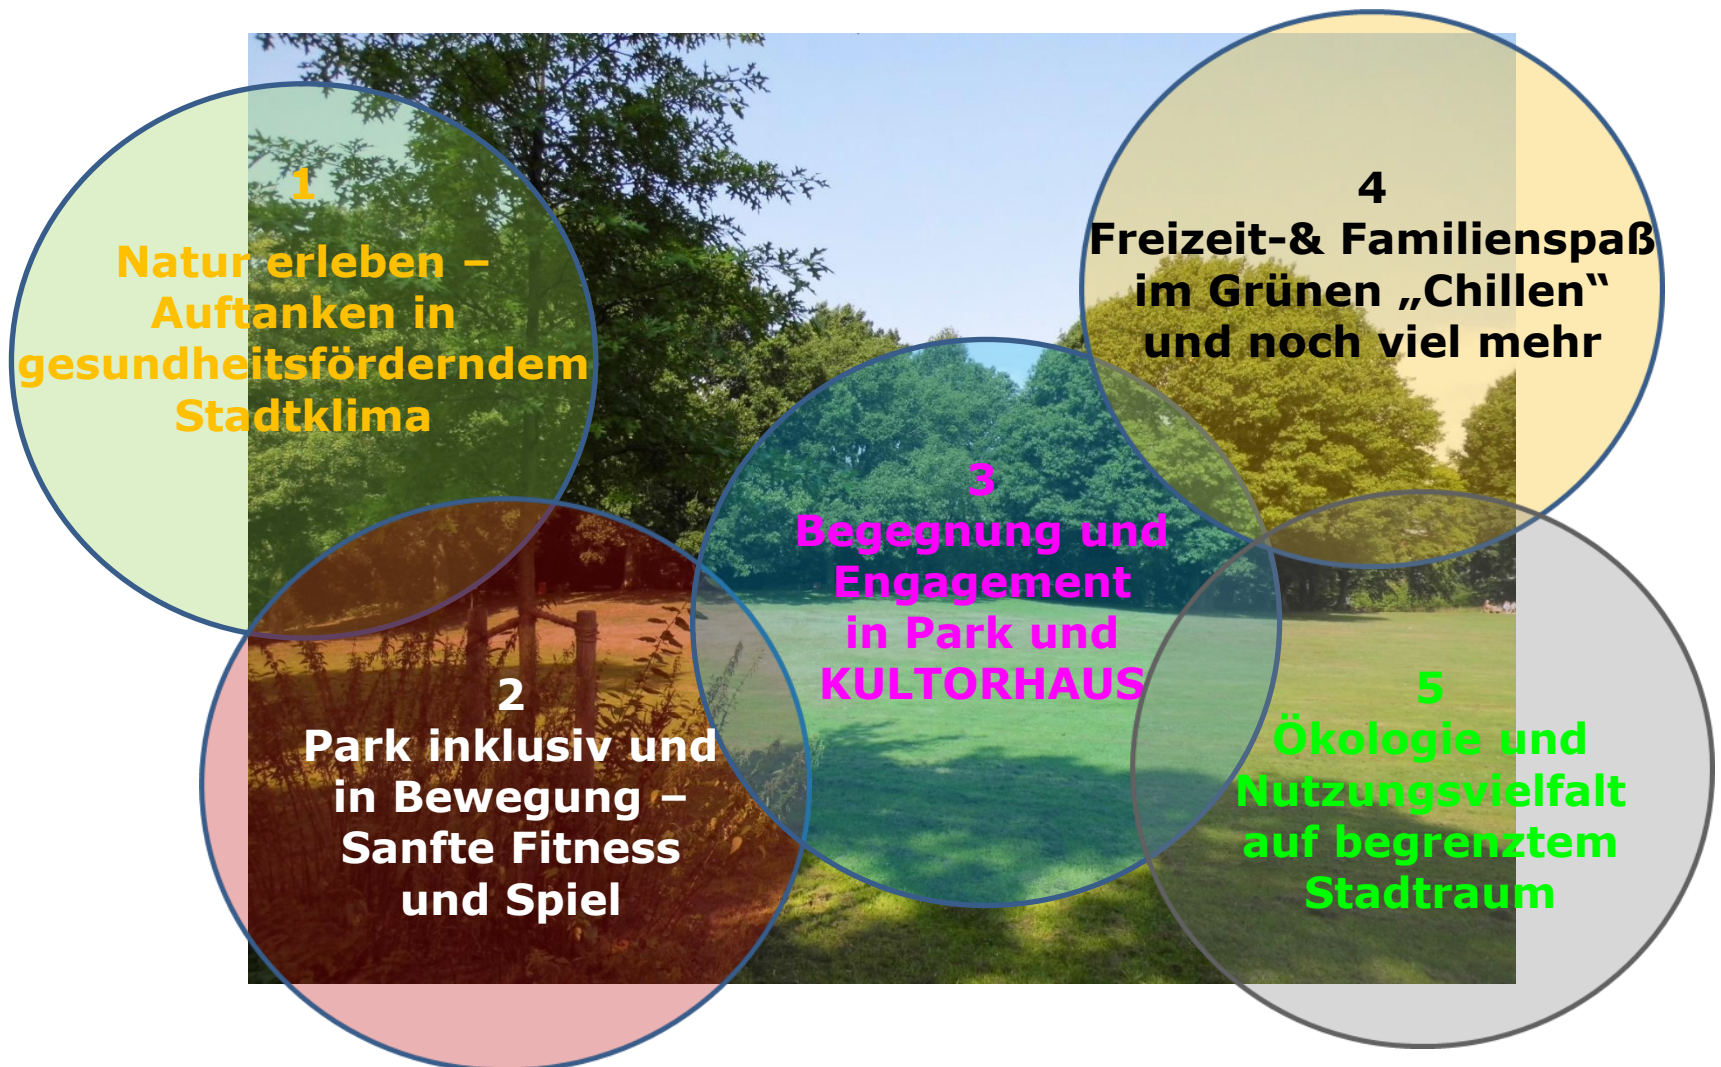 1
Natur erleben –
Auftanken in
gesundheitsförderndem
Stadtklima
2
Park inklusiv und
in Bewegung –
Sanfte Fitness
und Spiel
3
Begegnung und
Engagement
in Park und
KULTORHAUS
4
Freizeit-& Familienspaß
im Grünen „Chillen“
und noch viel mehr
5
Ökologie und
Nutzungsvielfalt
auf begrenztem
Stadtraum